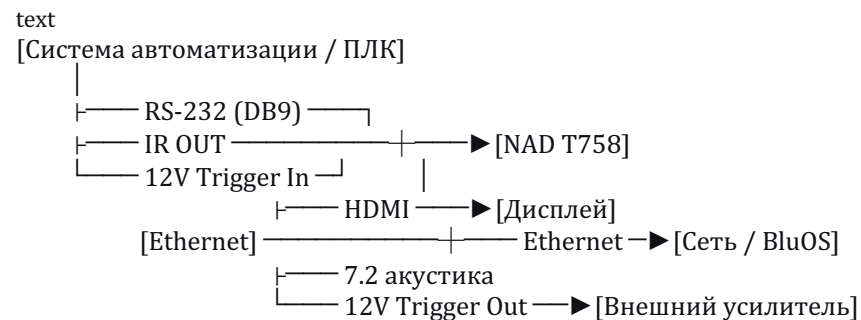 text
[Система автоматизации / ПЛК]
RS-232 (DB9)
IR OUT [NAD T758]
12V Trigger In
HDMI [Дисплей]
[Ethernet] Ethernet [Сеть / BluOS]
7.2 акустика
12V Trigger Out [Внешний усилитель]